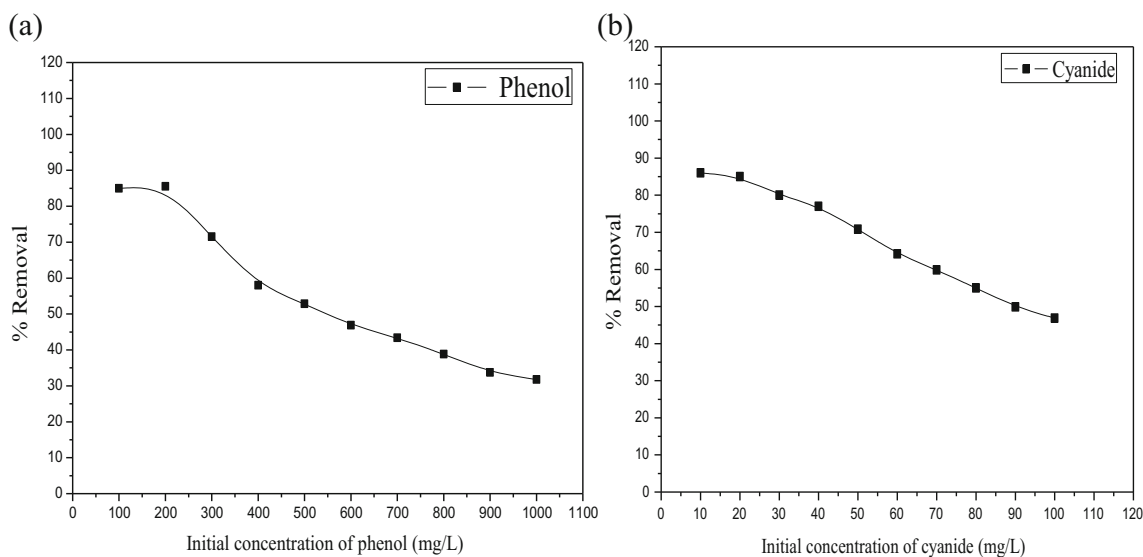 (a)
120
110
100
90
80
70
60
50
40
30
20
10
0
% Removal
Phenol
100 200 300 400 500 600 700 800 900 1000 1100
Initial concentration of phenol (mg/L)
(b)
120
110
100
90
80
70
60
50
40
30
20
10
0
% Removal
Cyanide
0 10 20 30 40 50 60 70 80 90 100 110 120
Initial concentration of cyanide (mg/L)